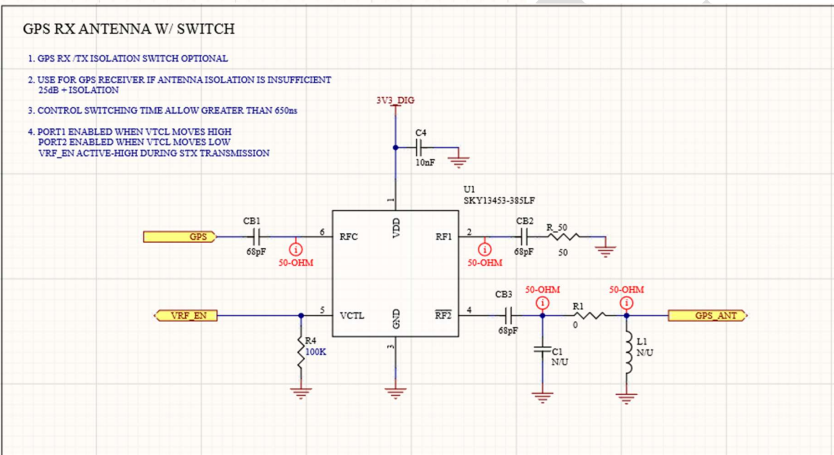 GPS RX ANTENNA W/ SWITCH
1. GPS RX /TX ISOLATION SWITCH OPTIONAL
2. USE FOR GPS RECEIVER IF ANTENNA ISOLATION IS INSUFFICIENT
25dB + ISOLATION
3. CONTROL SWITCHING TIME ALLOW GREATER THAN 650ns
4. PORT1 ENABLED WHEN VTCL MOVES HIGH
PORT2 ENABLED WHEN VTCL MOVES LOW
VRF_EN ACTIVE-HIGH DURING STX TRANSMISSION
3V3_DIG
C4
10nF
U1
SKY13453-385LF
1
VDD
GPS
CB1
68pF
50-OHM
6
RFC
RF1
2
50-OHM
CB2
68pF
R_50
50
VRF_EN
5
VCTL
R4
100K
GND
3
RF2
4
CB3
68pF
50-OHM
C1
N/U
R1
0
50-OHM
L1
N/U
GPS_ANT